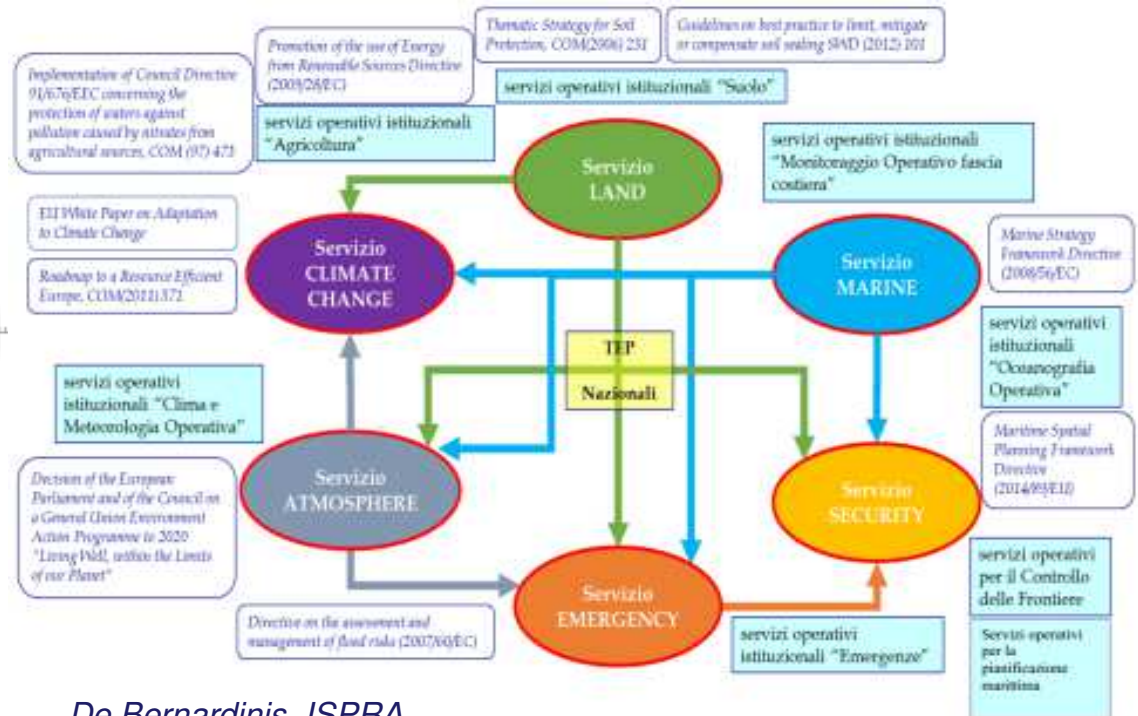 Thematic Strategy for Soil
Protection, COM(2006) 231
Guidelines on best practice to limit, mitigate
or compensate soil sealing SWD (2012) 101
Promotion of the use of Energy
from Renewable Sources Directive
(2009/28/EC)
Implementation of Council Directive
91/676/EEC concerning the
protection of waters against
pollution caused by nitrates from
agricultural sources, COM (97) 473
servizi operativi istituzionali "Suolo"
servizi operativi istituzionali
"Agricoltura"
servizi operativi istituzionali
"Monitoraggio Operativo fascia
costiera"
Servizio
LAND
EU White Paper on Adaptation
to Climate Change
Roadmap to a Resource Efficient
Europe, COM(2011) 571
Servizio
CLIMATE
CHANGE
Servizio
MARINE
Marine Strategy
Framework Directive
(2008/56/EC)
servizi operativi
istituzionali
"Oceanografia
Operativa"
TEP
Nazionali
servizi operativi
istituzionali "Clima e
Meteorologia Operativa"
Maritime Spatial
Planning Framework
Directive
(2014/89/EU)
Servizio
ATMOSPHERE
Servizio
SECURITY
Decision of the European
Parliament and of the Council on
a General Union Environment
Action Programme to 2020
"Living Well, within the Limits
of our Planet"
servizi operativi
per il Controllo
delle Frontiere
Servizio
EMERGENCY
Directive on the assessment and
management of flood risks (2007/60/EC)
servizi operativi
istituzionali "Emergenze"
Servizi operativi
per la
pianificazione
marittima
De Bernardinis, ISPRA